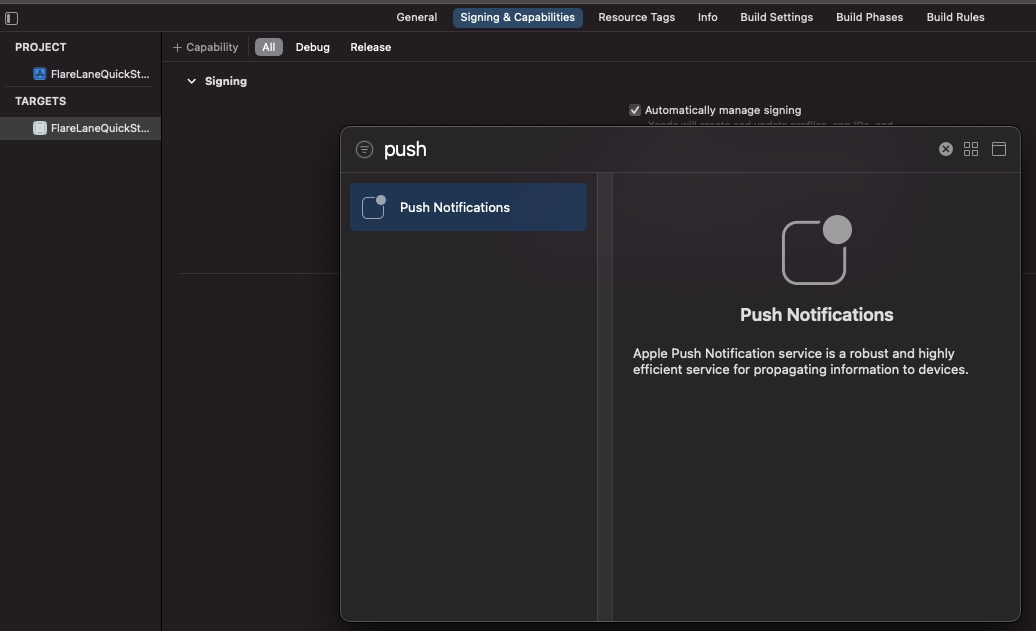 General Signing & Capabilities Resource Tags Info Build Settings Build Phases Build Rules
PROJECT
FlareLaneQuickSt...
TARGETS
FlareLaneQuickSt...
+ Capability All Debug Release
Signing
Automatically manage signing
push
Push Notifications
Push Notifications
Apple Push Notification service is a robust and highly
efficient service for propagating information to devices.